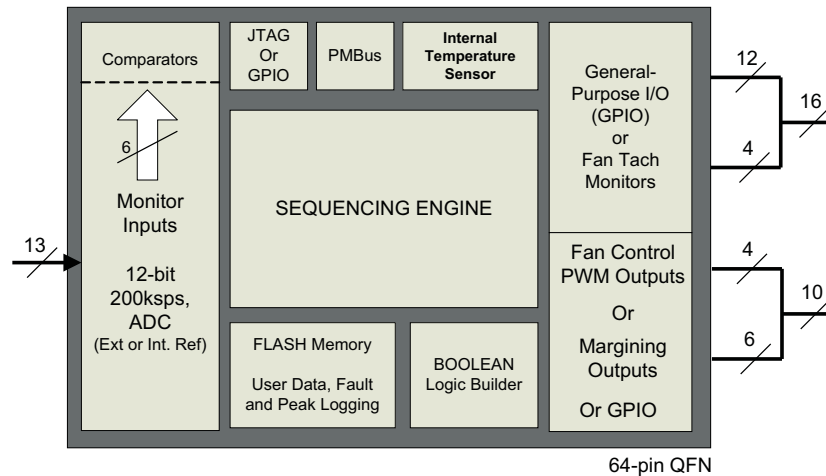 Comparators
6
Monitor
Inputs
12-bit
200ksps,
ADC
(Ext or Int. Ref)
13
JTAG
Or
GPIO
PMBus
Internal
Temperature
Sensor
SEQUENCING ENGINE
FLASH Memory
User Data, Fault
and Peak Logging
BOOLEAN
Logic Builder
General-
Purpose I/O
(GPIO)
or
Fan Tach
Monitors
Fan Control
PWM Outputs
Or
Margining
Outputs
Or GPIO
12
16
4
4
10
6
64-pin QFN